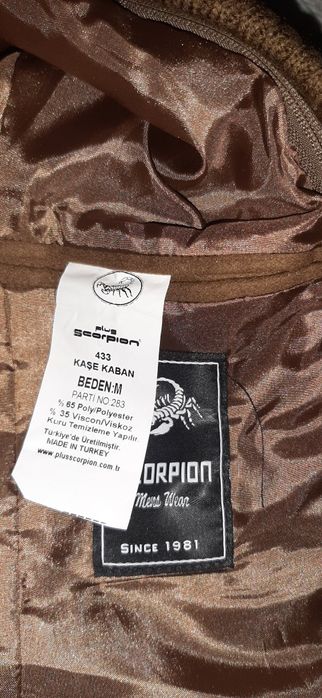 plus
scorpion
433
KAŞE KABAN
BEDEN:M
PARTİ NO:283
% 65 Poly/Polyester
% 35 Viscon/Viskoz
Kuru Temizleme Yapılır.
Türkiye'de Üretilmiştir.
MADE IN TURKEY
www.plusscorpion.com.tr
SCORPION
Mens Wear
SINCE 1981